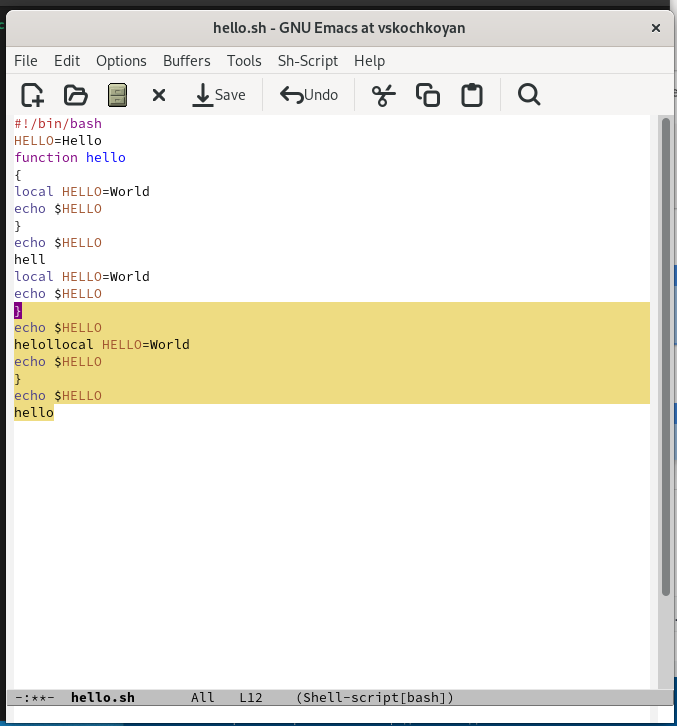 hello.sh - GNU Emacs at vskochkoyan
File Edit Options Buffers Tools Sh-Script Help
Save Undo
#!/bin/bash
HELLO=Hello
function hello
{
local HELLO=World
echo $HELLO
}
echo $HELLO
hell
local HELLO=World
echo $HELLO
}
echo $HELLO
helollocal HELLO=World
echo $HELLO
}
echo $HELLO
hello
-:**- hello.sh All L12 (Shell-script[bash])